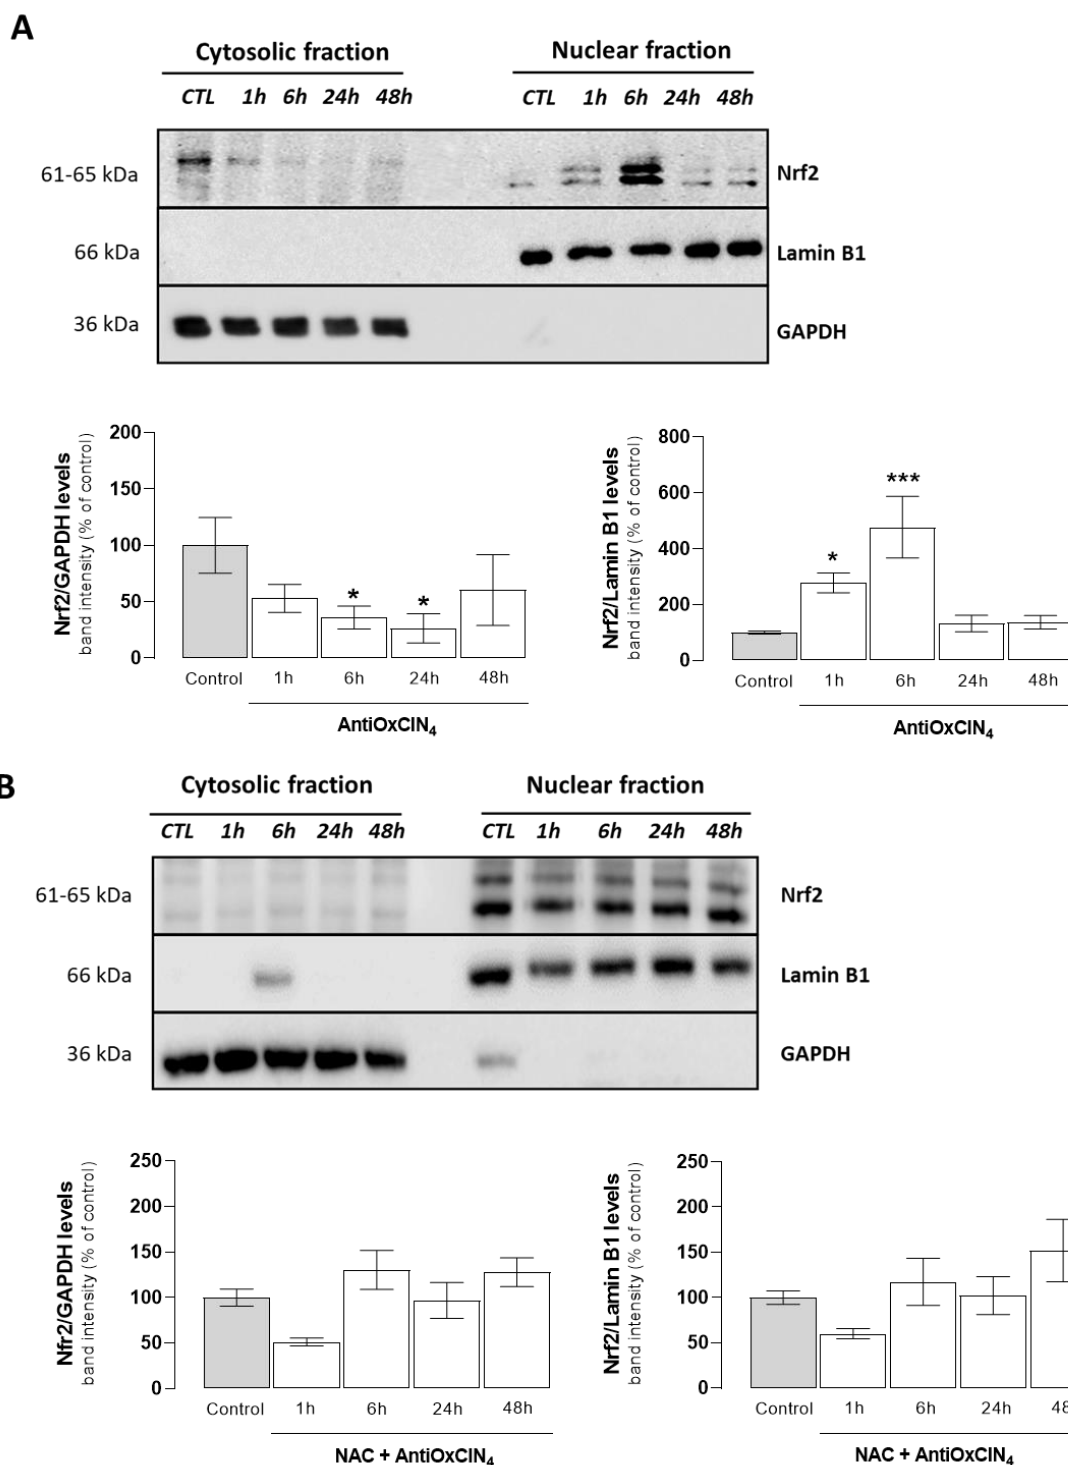 A
Cytosolic fraction Nuclear fraction
CTL 1h 6h 24h 48h CTL 1h 6h 24h 48h
61-65 kDa Nrf2
66 kDa Lamin B1
36 kDa GAPDH
Nrf2/GAPDH levels
band intensity (% of control)
200
150
100
50
0
Control 1h 6h 24h 48h
* *
AntiOxCIN₄
Nrf2/Lamin B1 levels
band intensity (% of control)
800
600
400
200
0
* ***
Control 1h 6h 24h 48h
AntiOxCIN₄
B
Cytosolic fraction Nuclear fraction
CTL 1h 6h 24h 48h CTL 1h 6h 24h 48h
61-65 kDa Nrf2
66 kDa Lamin B1
36 kDa GAPDH
Nfr2/GAPDH levels
band intensity (% of control)
250
200
150
100
50
0
Control 1h 6h 24h 48h
NAC + AntiOxCIN₄
Nrf2/Lamin B1 levels
band intensity (% of control)
250
200
150
100
50
0
Control 1h 6h 24h 48
NAC + AntiOxCIN₄